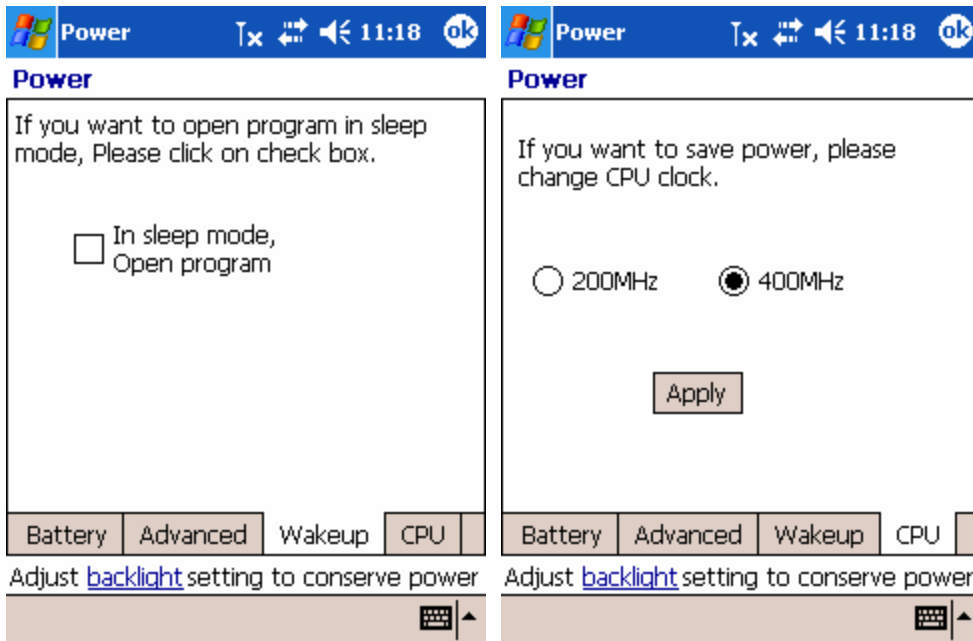 Power
11:18
ok
Power
If you want to open program in sleep
mode, Please click on check box.
In sleep mode,
Open program
Battery
Advanced
Wakeup
CPU
Adjust backlight setting to conserve power
Power
11:18
ok
Power
If you want to save power, please
change CPU clock.
200MHz
400MHz
Apply
Battery
Advanced
Wakeup
CPU
Adjust backlight setting to conserve power